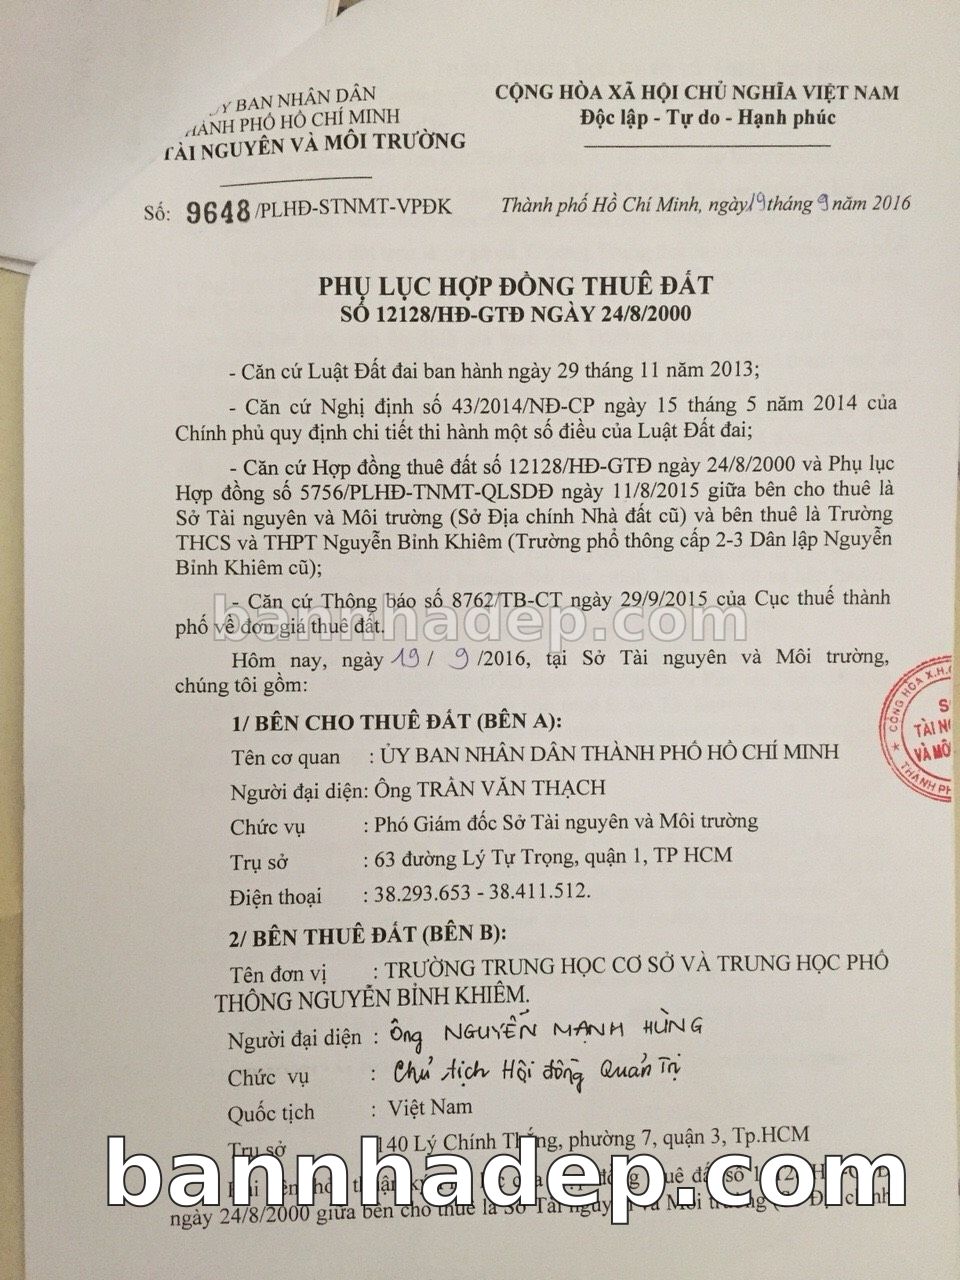 ỦY BAN NHÂN DÂN
THÀNH PHỐ HỒ CHÍ MINH
TÀI NGUYÊN VÀ MÔI TRƯỜNG
CỘNG HÒA XÃ HỘI CHỦ NGHĨA VIỆT NAM
Độc lập - Tự do - Hạnh phúc
Số: 9648/PLHĐ-STNMT-VPĐK
Thành phố Hồ Chí Minh, ngày 19 tháng 9 năm 2016
PHỤ LỤC HỢP ĐỒNG THUÊ ĐẤT
SỐ 12128/HĐ-GTĐ NGÀY 24/8/2000
- Căn cứ Luật Đất đai ban hành ngày 29 tháng 11 năm 2013;
- Căn cứ Nghị định số 43/2014/NĐ-CP ngày 15 tháng 5 năm 2014 của
Chính phủ quy định chi tiết thi hành một số điều của Luật Đất đai;
- Căn cứ Hợp đồng thuê đất số 12128/HĐ-GTĐ ngày 24/8/2000 và Phụ lục
Hợp đồng số 5756/PLHĐ-TNMT-QLSDĐ ngày 11/8/2015 giữa bên cho thuê là
Sở Tài nguyên và Môi trường (Sở Địa chính Nhà đất cũ) và bên thuê là Trường
THCS và THPT Nguyễn Bỉnh Khiêm (Trường phổ thông cấp 2-3 Dân lập Nguyễn
Bỉnh Khiêm cũ);
- Căn cứ Thông báo số 8762/TB-CT ngày 29/9/2015 của Cục thuế thành
phố về đơn giá thuê đất.
bannhadep.com
Hôm nay, ngày 19 / 9 /2016, tại Sở Tài nguyên và Môi trường,
chúng tôi gồm:
1/ BÊN CHO THUÊ ĐẤT (BÊN A):
Tên cơ quan : ỦY BAN NHÂN DÂN THÀNH PHỐ HỒ CHÍ MINH
Người đại diện: Ông TRẦN VĂN THẠCH
Chức vụ : Phó Giám đốc Sở Tài nguyên và Môi trường
Trụ sở : 63 đường Lý Tự Trọng, quận 1, TP HCM
Điện thoại : 38.293.653 - 38.411.512.
CỘNG HÒA X.H.C
TÀI N
VÀ MÔ
THÀNH PH
2/ BÊN THUÊ ĐẤT (BÊN B):
Tên đơn vị : TRƯỜNG TRUNG HỌC CƠ SỞ VÀ TRUNG HỌC PHỔ
THÔNG NGUYỄN BỈNH KHIÊM.
Người đại diện : Ông NGUYỄN MẠNH HÙNG
Chức vụ : Chủ tịch Hội đồng Quản Trị
Quốc tịch : Việt Nam
Trụ sở 140 Lý Chính Thắng, phường 7, quận 3, Tp.HCM
bannhadep.com
ngày 24/8/2000 giữa bên cho thuê là Sở Tài nguyên và Môi trường